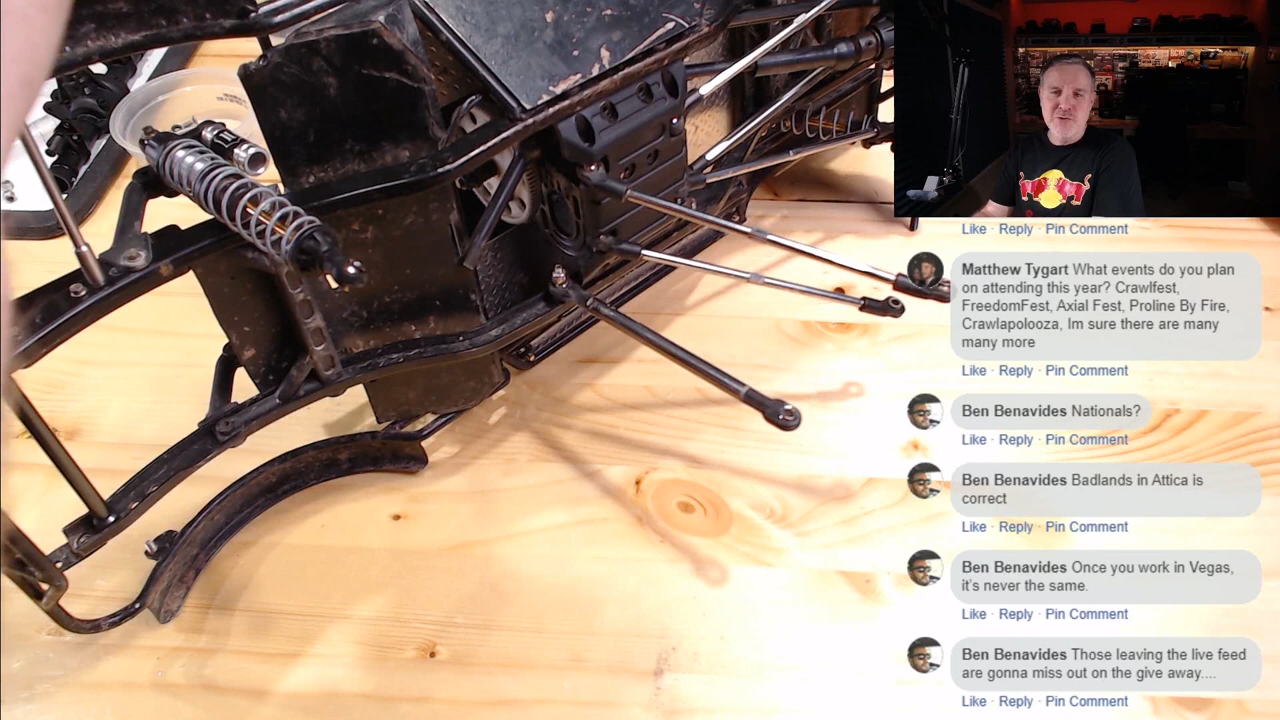 Like · Reply · Pin Comment
Matthew Tygart What events do you plan
on attending this year? Crawlfest,
FreedomFest, Axial Fest, Proline By Fire,
Crawlapolooza, Im sure there are many
many more
Like · Reply · Pin Comment
Ben Benavides Nationals?
Like · Reply · Pin Comment
Ben Benavides Badlands in Attica is
correct
Like · Reply · Pin Comment
Ben Benavides Once you work in Vegas,
it's never the same.
Like · Reply · Pin Comment
Ben Benavides Those leaving the live feed
are gonna miss out on the give away....
Like · Reply · Pin Comment